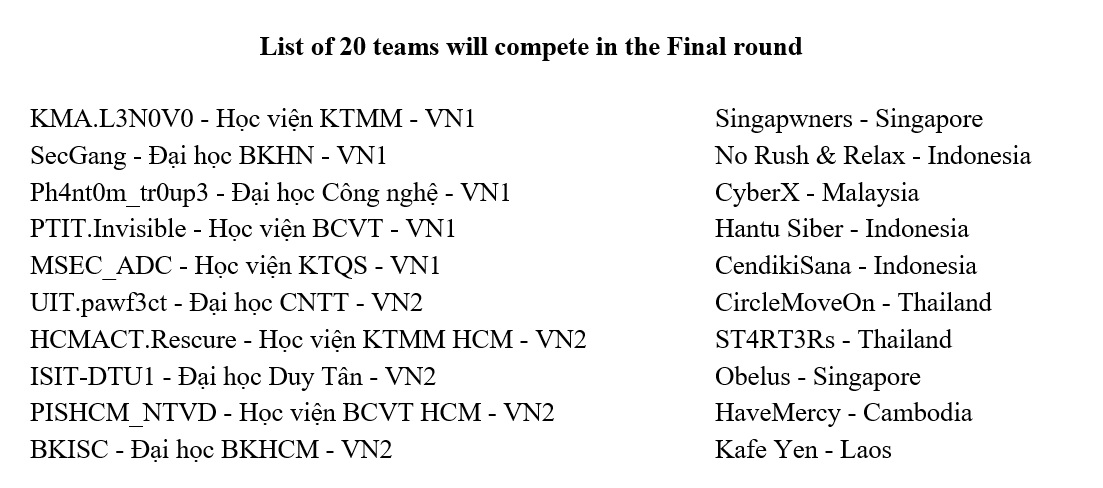 List of 20 teams will compete in the Final round
KMA.L3N0V0 - Học viện KTMM - VN1
SecGang - Đại học BKHN - VN1
Ph4nt0m_tr0up3 - Đại học Công nghệ - VN1
PTIT.Invisible - Học viện BCVT - VN1
MSEC_ADC - Học viện KTQS - VN1
UIT.pawf3ct - Đại học CNTT - VN2
HCMACT.Rescure - Học viện KTMM HCM - VN2
ISIT-DTU1 - Đại học Duy Tân - VN2
PISHCM_NTVD - Học viện BCVT HCM - VN2
BKISC - Đại học BKHCM - VN2
Singapwners - Singapore
No Rush & Relax - Indonesia
CyberX - Malaysia
Hantu Siber - Indonesia
CendikiSana - Indonesia
CircleMoveOn - Thailand
ST4RT3Rs - Thailand
Obelus - Singapore
HaveMercy - Cambodia
Kafe Yen - Laos